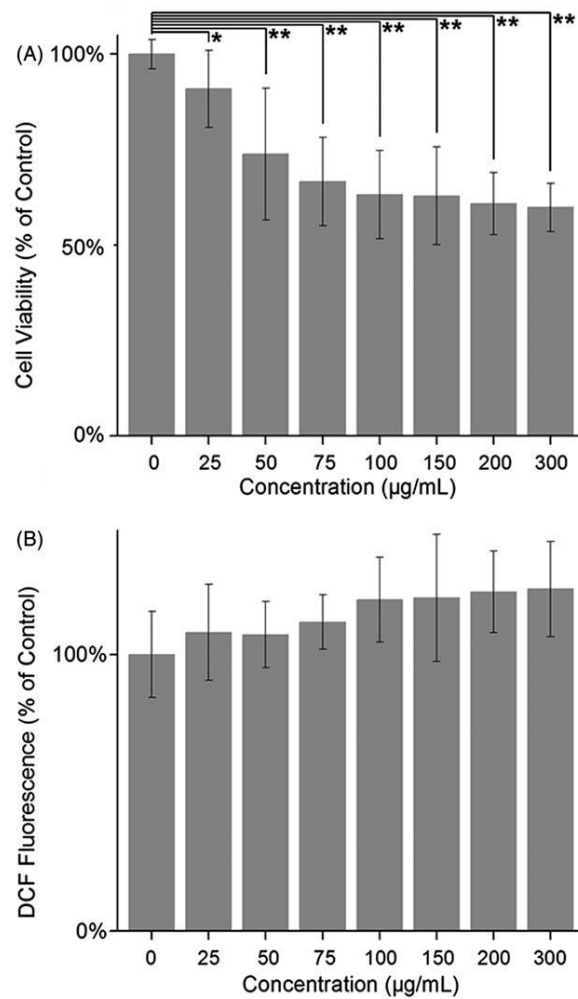 (A)
Cell Viability (% of Control)
100%
50%
0%
* ** ** ** ** ** **
0 25 50 75 100 150 200 300
Concentration (µg/mL)
(B)
DCF Fluorescence (% of Control)
100%
0%
0 25 50 75 100 150 200 300
Concentration (µg/mL)